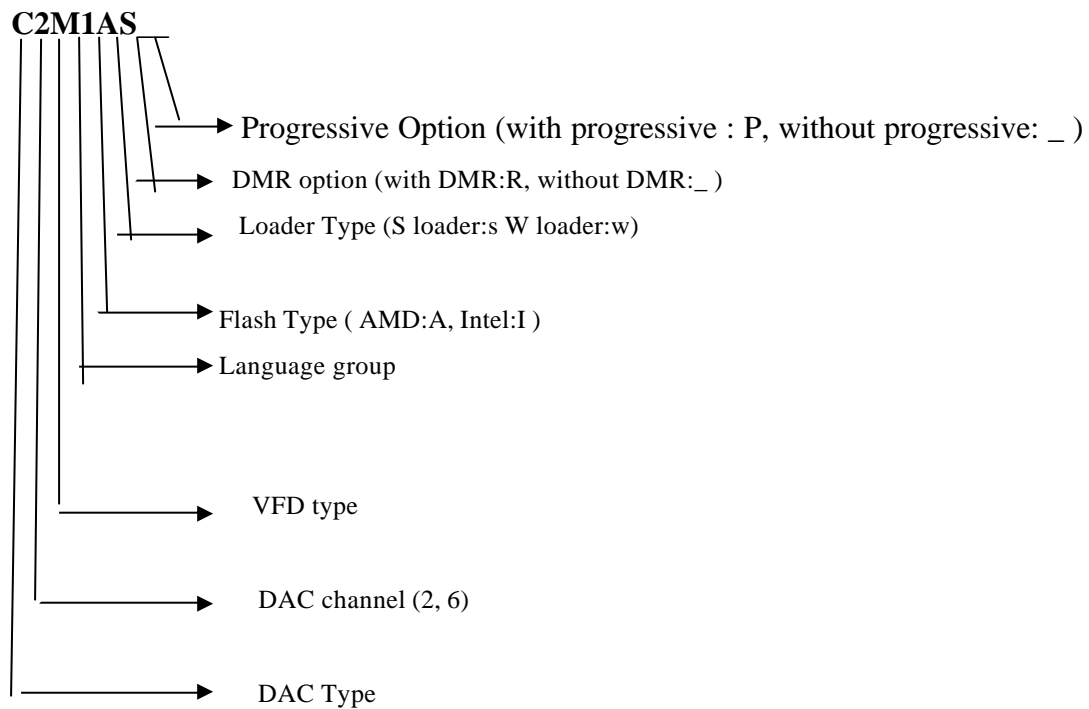 C2M1AS__
Progressive Option (with progressive : P, without progressive: _ )
DMR option (with DMR:R, without DMR:_ )
Loader Type (S loader:s W loader:w)
Flash Type ( AMD:A, Intel:I )
Language group
VFD type
DAC channel (2, 6)
DAC Type